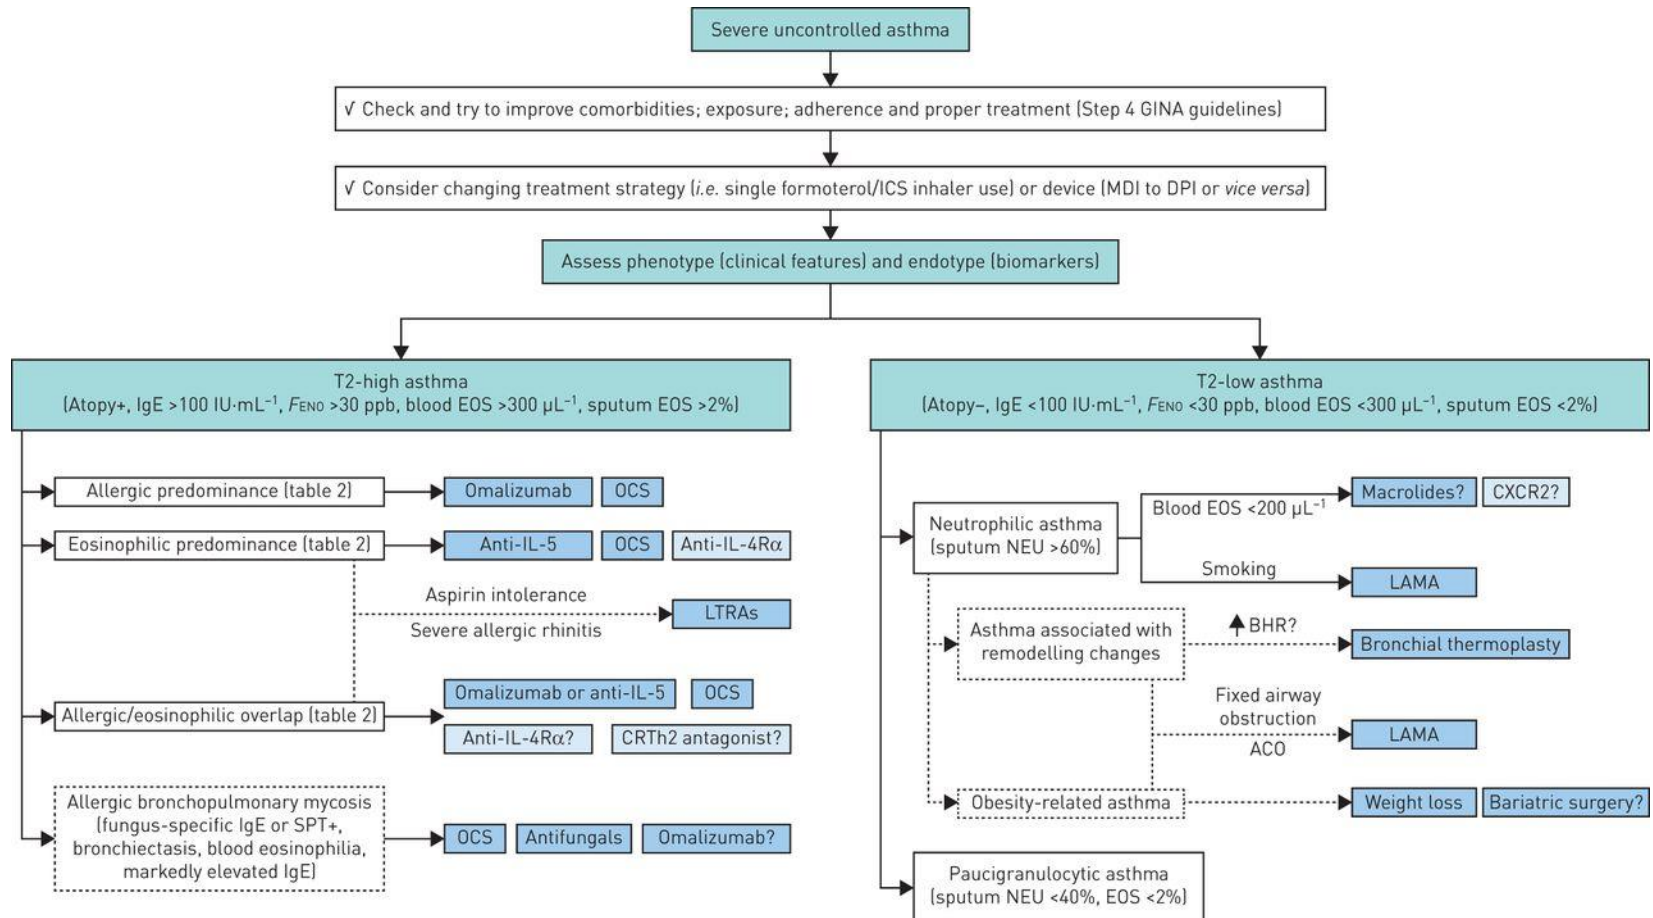 Severe uncontrolled asthma
√ Check and try to improve comorbidities; exposure; adherence and proper treatment (Step 4 GINA guidelines)
√ Consider changing treatment strategy (i.e. single formoterol/ICS inhaler use) or device (MDI to DPI or vice versa)
Assess phenotype (clinical features) and endotype (biomarkers)
T2-high asthma
(Atopy+, IgE >100 IU·mL⁻¹, FENO >30 ppb, blood EOS >300 µL⁻¹, sputum EOS >2%)
Allergic predominance (table 2)
Omalizumab
OCS
Eosinophilic predominance (table 2)
Anti-IL-5
OCS
Anti-IL-4Rα
Aspirin intolerance
Severe allergic rhinitis
LTRAs
Allergic/eosinophilic overlap (table 2)
Omalizumab or anti-IL-5
OCS
Anti-IL-4Rα?
CRTh2 antagonist?
Allergic bronchopulmonary mycosis
(fungus-specific IgE or SPT+,
bronchiectasis, blood eosinophilia,
markedly elevated IgE)
OCS
Antifungals
Omalizumab?
T2-low asthma
(Atopy–, IgE <100 IU·mL⁻¹, FENO <30 ppb, blood EOS <300 µL⁻¹, sputum EOS <2%)
Neutrophilic asthma
(sputum NEU >60%)
Blood EOS <200 µL⁻¹
Macrolides?
CXCR2?
Smoking
LAMA
Asthma associated with
remodelling changes
BHR?
Bronchial thermoplasty
Fixed airway
obstruction
ACO
LAMA
Obesity-related asthma
Weight loss
Bariatric surgery?
Paucigranulocytic asthma
(sputum NEU <40%, EOS <2%)